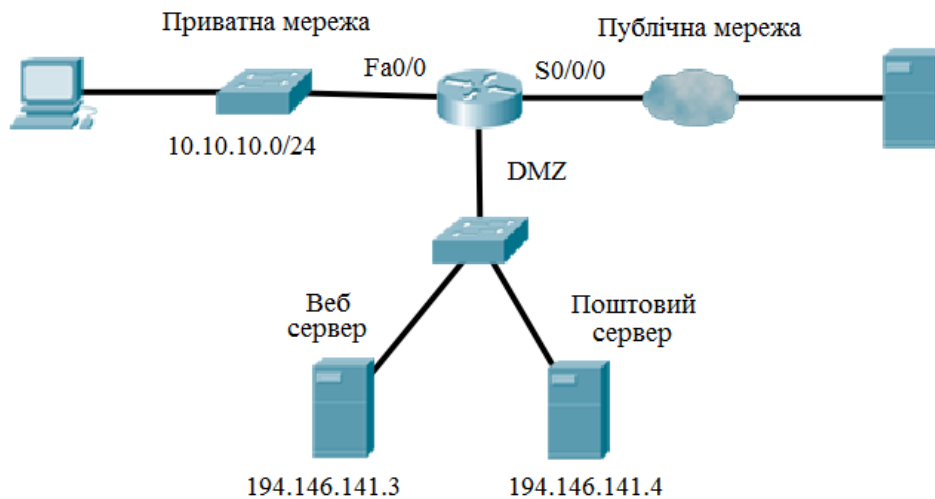 Приватна мережа
Публічна мережа
Fa0/0
S0/0/0
10.10.10.0/24
DMZ
Веб
сервер
Поштовий
сервер
194.146.141.3
194.146.141.4